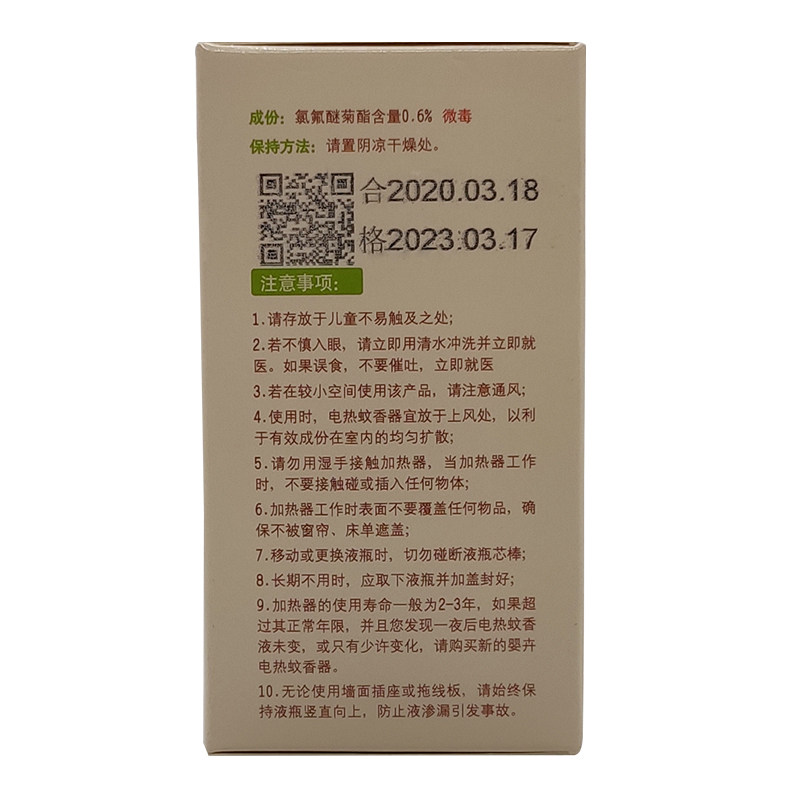 成份：氯氟醚菊酯含量0.6% 微毒
保持方法：请置阴凉干燥处。
合2020.03.18
格2023.03.17
注意事项：
1.请存放于儿童不易触及之处；
2.若不慎入眼，请立即用清水冲洗并立即就
医。如果误食，不要催吐，立即就医
3.若在较小空间使用该产品，请注意通风；
4.使用时，电热蚊香器宜放于上风处，以利
于有效成份在室内的均匀扩散；
5.请勿用湿手接触加热器，当加热器工作
时，不要接触碰或插入任何物体；
6.加热器工作时表面不要覆盖任何物品，确
保不被窗帘、床单遮盖；
7.移动或更换液瓶时，切勿碰断液瓶芯棒；
8.长期不用时，应取下液瓶并加盖封好；
9.加热器的使用寿命一般为2-3年，如果超
过其正常年限，并且您发现一夜后电热蚊香
液未变，或只有少许变化，请购买新的婴卉
电热蚊香器。
10.无论使用墙面插座或拖线板，请始终保
持液瓶竖直向上，防止液渗漏引发事故。